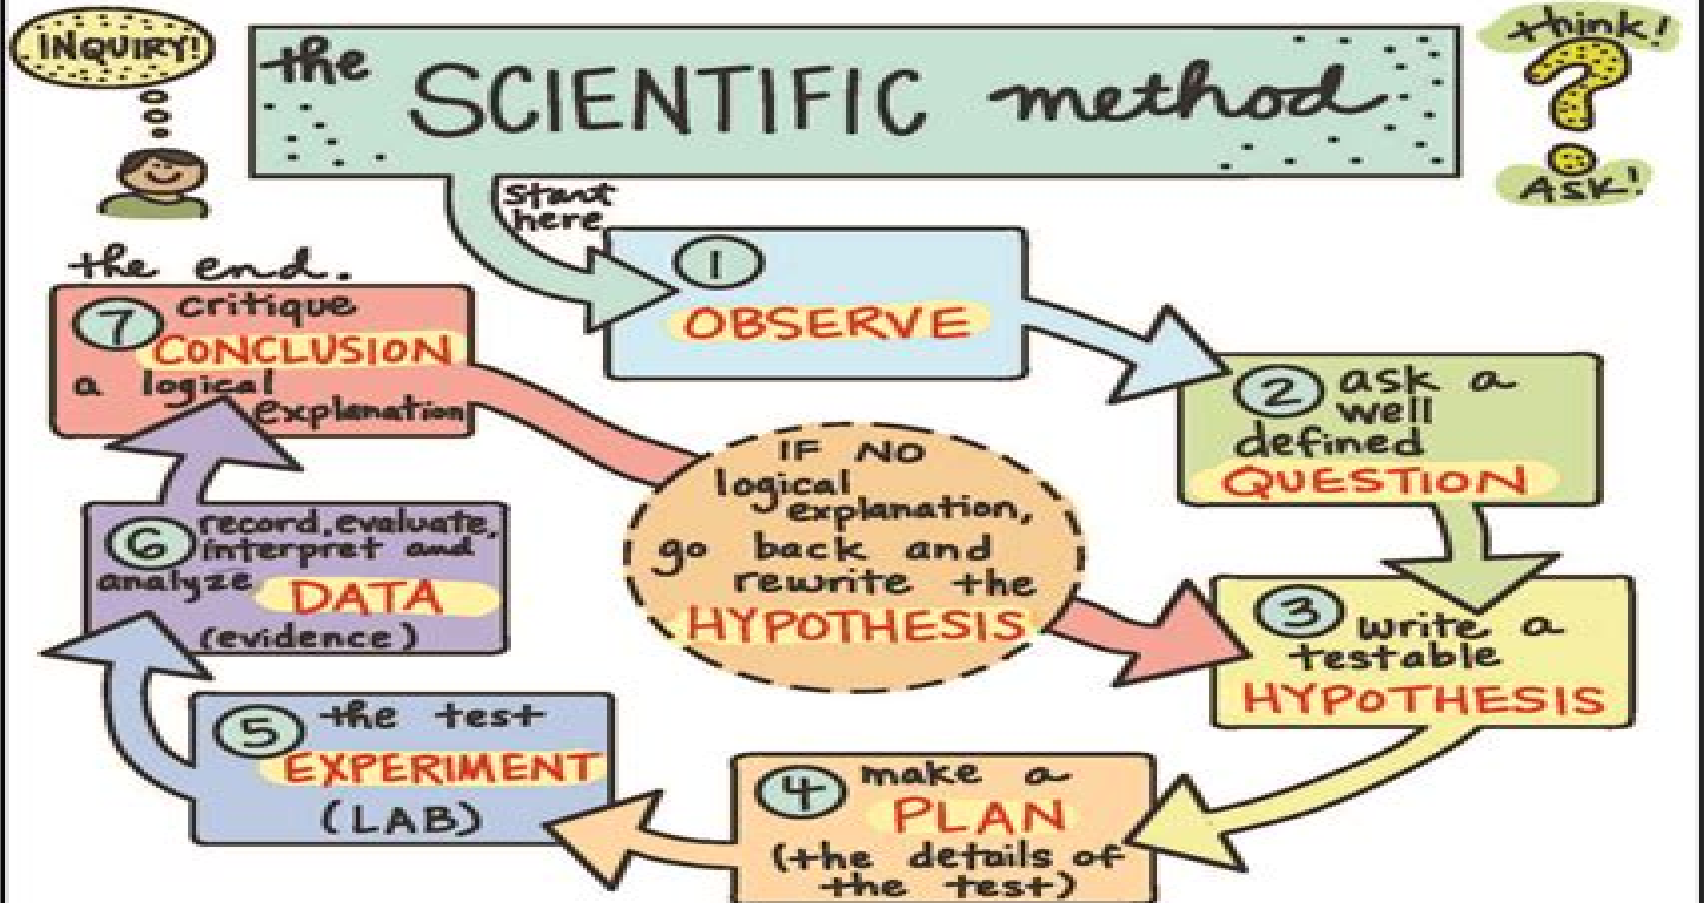 INQUIRY!
the SCIENTIFIC method
think!
?
ASK!
start
here
1
OBSERVE
2 ask a
well
defined
QUESTION
3 write a
testable
HYPOTHESIS
4 make a
PLAN
(the details of
the test)
5 the test
EXPERIMENT
(LAB)
6 record, evaluate,
interpret and
analyze DATA
(evidence)
the end.
7 critique
CONCLUSION
a logical
explanation
IF NO
logical
explanation,
go back and
rewrite the
HYPOTHESIS